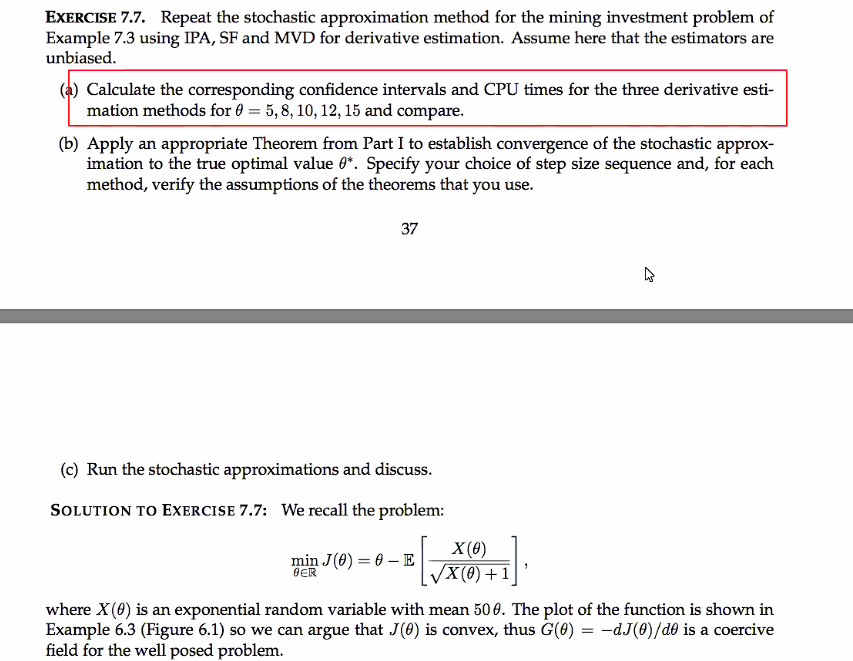 EXERCISE 7.7. Repeat the stochastic approximation method for the mining investment problem of
Example 7.3 using IPA, SF and MVD for derivative estimation. Assume here that the estimators are
unbiased.
(a) Calculate the corresponding confidence intervals and CPU times for the three derivative esti-
mation methods for θ = 5, 8, 10, 12, 15 and compare.
(b) Apply an appropriate Theorem from Part I to establish convergence of the stochastic approx-
imation to the true optimal value θ*. Specify your choice of step size sequence and, for each
method, verify the assumptions of the theorems that you use.
37
(c) Run the stochastic approximations and discuss.
SOLUTION TO EXERCISE 7.7: We recall the problem:
min_{θ∈ℝ} J(θ) = θ − 𝔼 [ X(θ) / √X(θ) + 1 ] ,
where X(θ) is an exponential random variable with mean 50 θ. The plot of the function is shown in
Example 6.3 (Figure 6.1) so we can argue that J(θ) is convex, thus G(θ) = −dJ(θ)/dθ is a coercive
field for the well posed problem.